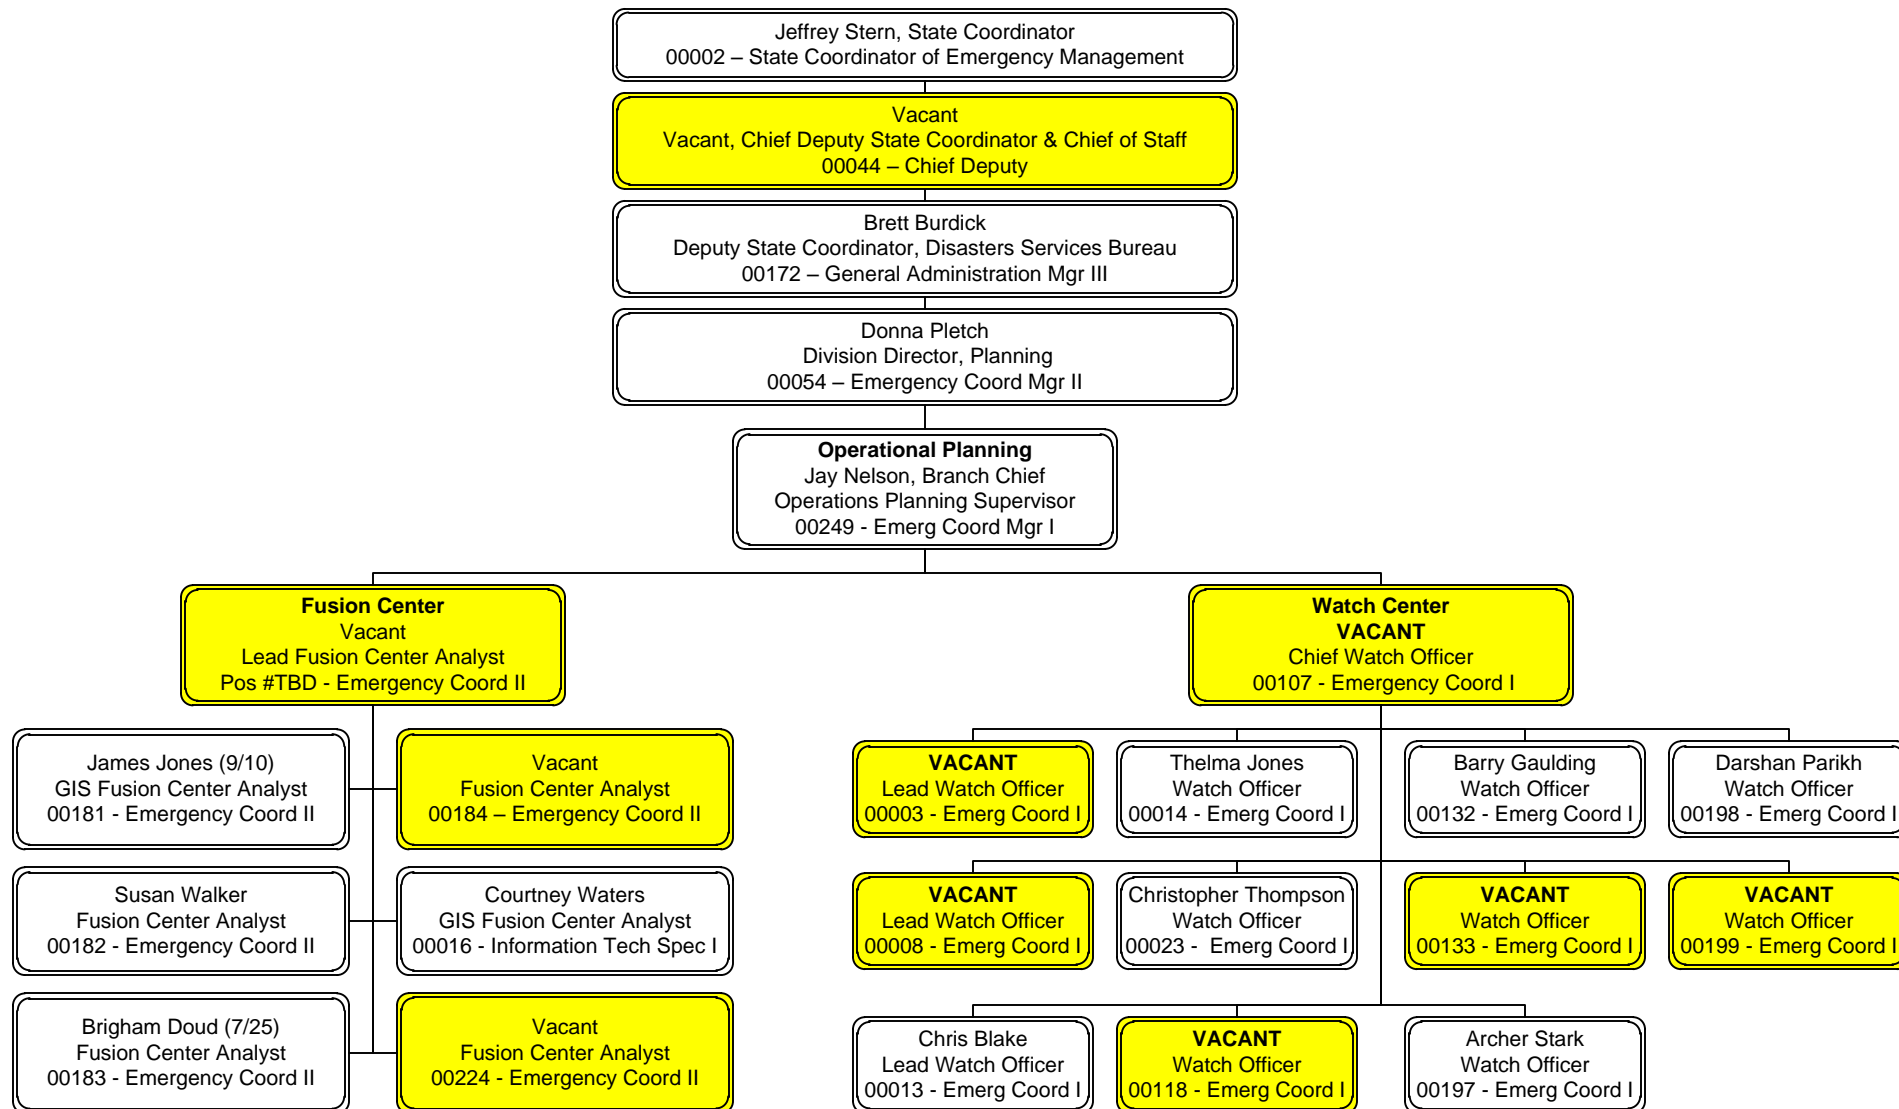 Jeffrey Stern, State Coordinator
00002 – State Coordinator of Emergency Management
Vacant
Vacant, Chief Deputy State Coordinator & Chief of Staff
00044 – Chief Deputy
Brett Burdick
Deputy State Coordinator, Disasters Services Bureau
00172 – General Administration Mgr III
Donna Pletch
Division Director, Planning
00054 – Emergency Coord Mgr II
Operational Planning
Jay Nelson, Branch Chief
Operations Planning Supervisor
00249 - Emerg Coord Mgr I
Fusion Center
Vacant
Lead Fusion Center Analyst
Pos #TBD - Emergency Coord II
Watch Center
VACANT
Chief Watch Officer
00107 - Emergency Coord I
James Jones (9/10)
GIS Fusion Center Analyst
00181 - Emergency Coord II
Vacant
Fusion Center Analyst
00184 – Emergency Coord II
VACANT
Lead Watch Officer
00003 - Emerg Coord I
Thelma Jones
Watch Officer
00014 - Emerg Coord I
Barry Gaulding
Watch Officer
00132 - Emerg Coord I
Darshan Parikh
Watch Officer
00198 - Emerg Coord I
Susan Walker
Fusion Center Analyst
00182 - Emergency Coord II
Courtney Waters
GIS Fusion Center Analyst
00016 - Information Tech Spec I
VACANT
Lead Watch Officer
00008 - Emerg Coord I
Christopher Thompson
Watch Officer
00023 -  Emerg Coord I
VACANT
Watch Officer
00133 - Emerg Coord I
VACANT
Watch Officer
00199 - Emerg Coord I
Brigham Doud (7/25)
Fusion Center Analyst
00183 - Emergency Coord II
Vacant
Fusion Center Analyst
00224 - Emergency Coord II
Chris Blake
Lead Watch Officer
00013 - Emerg Coord I
VACANT
Watch Officer
00118 - Emerg Coord I
Archer Stark
Watch Officer
00197 - Emerg Coord I